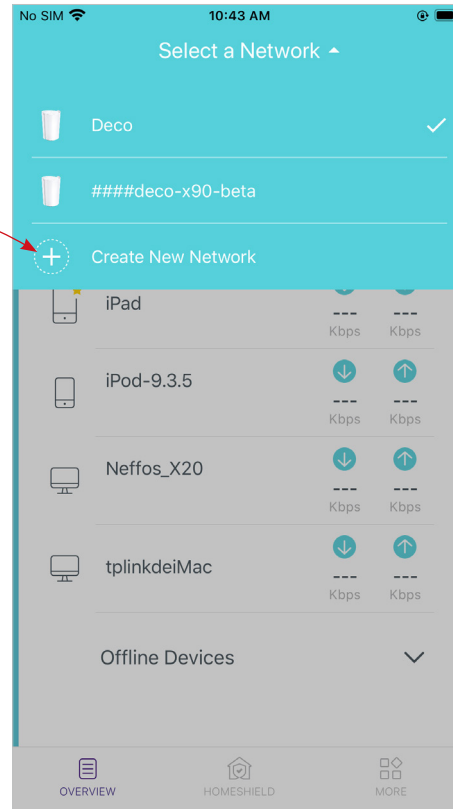 No SIM 10:43 AM
Select a Network
Deco
####deco-x90-beta
Create New Network
iPad
--- ---
Kbps Kbps
iPod-9.3.5
--- ---
Kbps Kbps
Neffos_X20
--- ---
Kbps Kbps
tplinkdeiMac
--- ---
Kbps Kbps
Offline Devices
OVERVIEW HOMESHIELD MORE